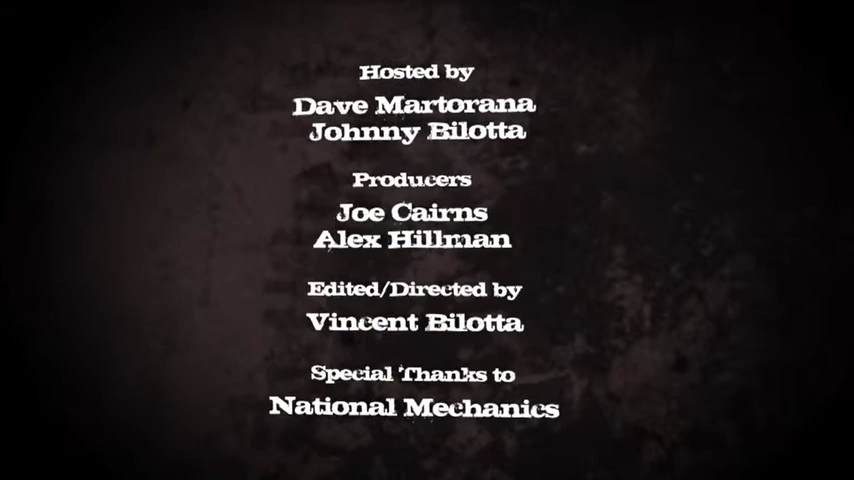 Hosted by
Dave Martorana
Johnny Bilotta
Producers
Joe Cairns
Alex Hillman
Edited/Directed by
Vincent Bilotta
Special Thanks to
National Mechanics